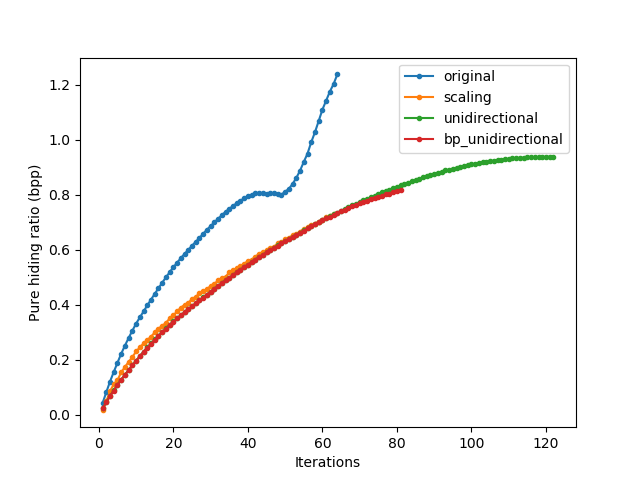 original
scaling
unidirectional
bp_unidirectional
Pure hiding ratio (bpp)
1.2
1.0
0.8
0.6
0.4
0.2
0.0
0 20 40 60 80 100 120
Iterations